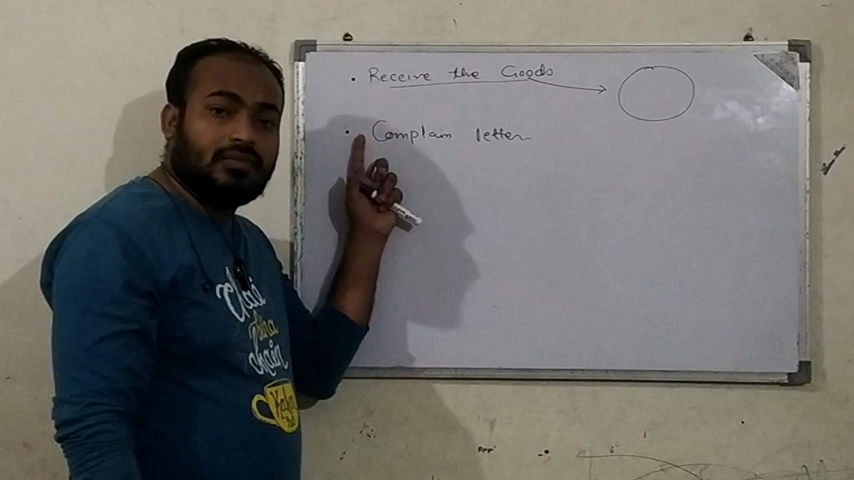 • Receive the Goods
• Complain letter